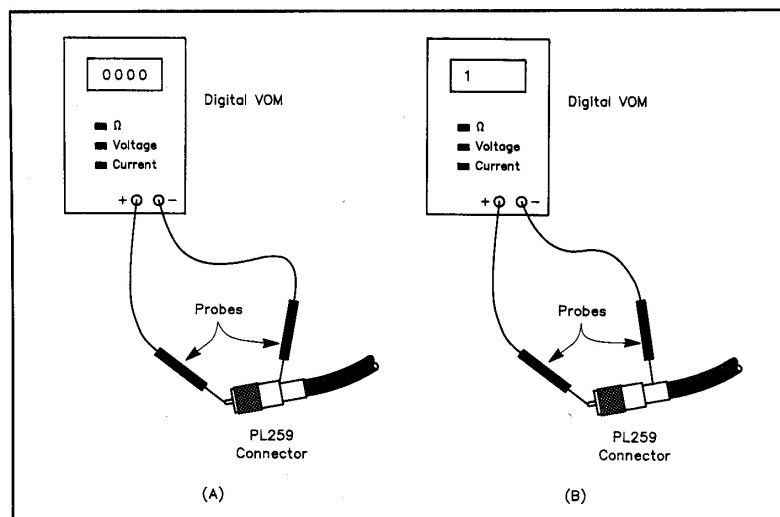 0000
Digital VOM
Ω
Voltage
Current
+ -
Probes
PL259
Connector
(A)
1
Digital VOM
Ω
Voltage
Current
+ -
Probes
PL259
Connector
(B)